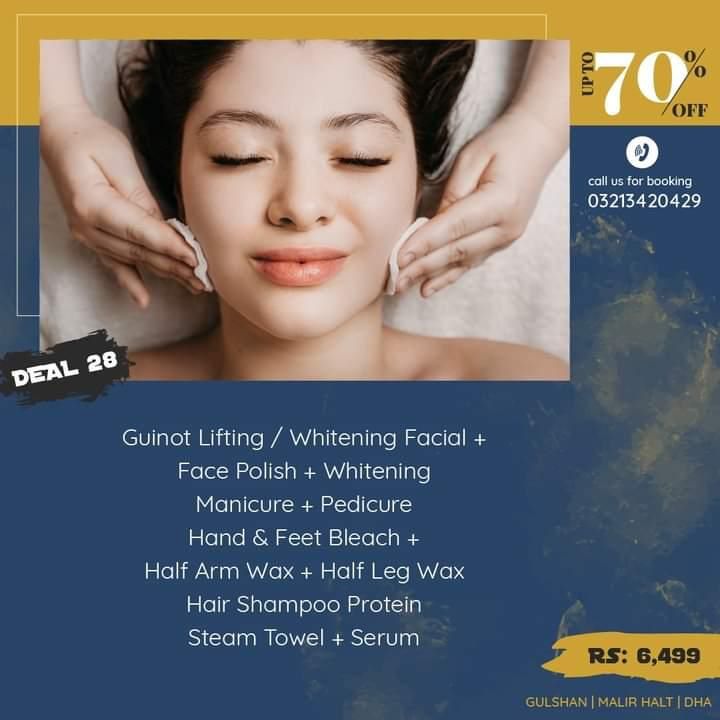 UP TO 70% OFF
call us for booking
03213420429
DEAL 28
Guinot Lifting / Whitening Facial +
Face Polish + Whitening
Manicure + Pedicure
Hand & Feet Bleach +
Half Arm Wax + Half Leg Wax
Hair Shampoo Protein
Steam Towel + Serum
RS: 6,499
GULSHAN | MALIR HALT | DHA